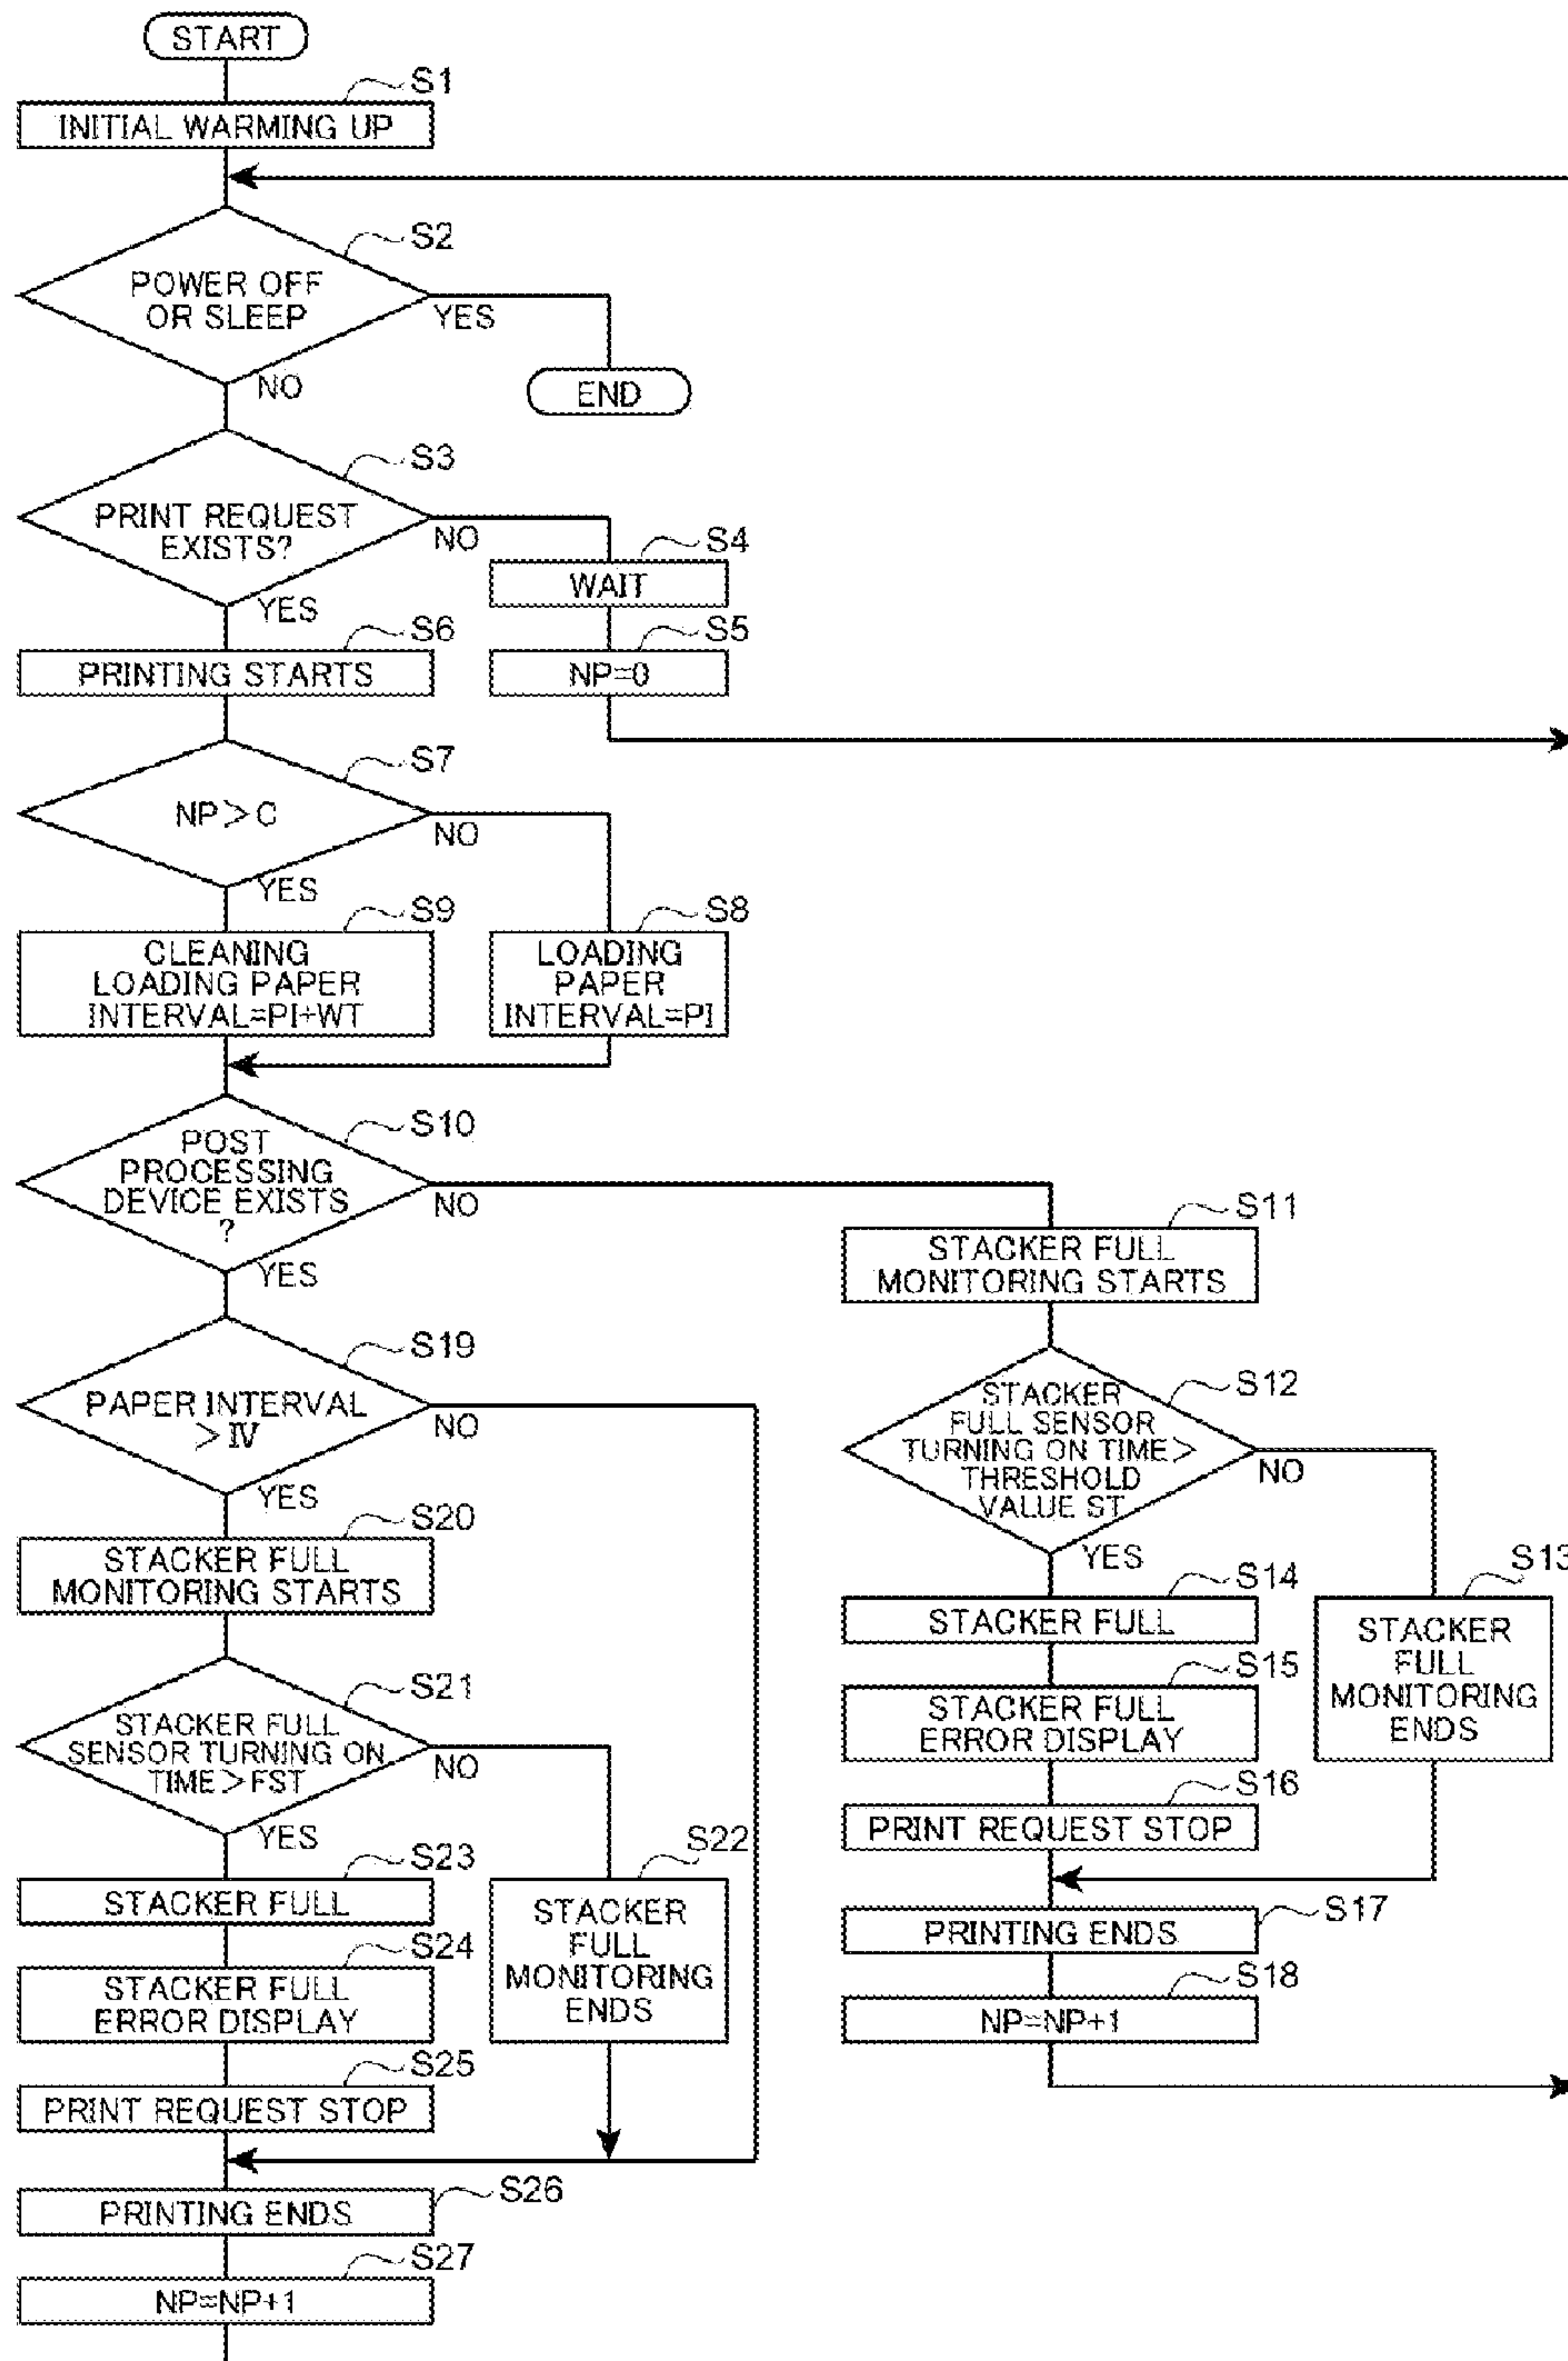 START
S1
INITIAL WARMING UP
S2
POWER OFF
OR SLEEP
YES
NO
END
S3
PRINT REQUEST
EXISTS?
NO
YES
S4
WAIT
S5
NP=0
S6
PRINTING STARTS
S7
NP>C
NO
YES
S9
CLEANING
LOADING PAPER
INTERVAL=PI+WT
S8
LOADING
PAPER
INTERVAL=PI
S10
POST
PROCESSING
DEVICE EXISTS
?
NO
YES
S11
STACKER FULL
MONITORING STARTS
S12
STACKER
FULL SENSOR
TURNING ON TIME>
THRESHOLD
VALUE ST
NO
YES
S13
STACKER
FULL
MONITORING
ENDS
S14
STACKER FULL
S15
STACKER FULL
ERROR DISPLAY
S16
PRINT REQUEST STOP
S17
PRINTING ENDS
S18
NP=NP+1
S19
PAPER INTERVAL
>IV
NO
YES
S20
STACKER FULL
MONITORING STARTS
S21
STACKER FULL
SENSOR TURNING ON
TIME>FST
NO
YES
S22
STACKER
FULL
MONITORING
ENDS
S23
STACKER FULL
S24
STACKER FULL
ERROR DISPLAY
S25
PRINT REQUEST STOP
S26
PRINTING ENDS
S27
NP=NP+1